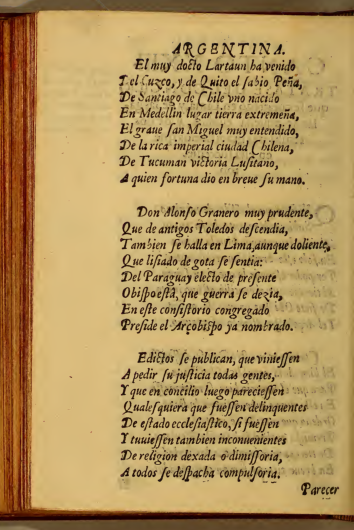 ARGENTINA.
El muy docto Lartaun ha venido
Del Cuzco, y de Quito el ſabio Peña,
De Santiago de Chile vno nacido
En Medellin lugar tierra extremeña,
El graue ſan Miguel muy entendido,
De la rica imperial ciudad Chilena,
De Tucuman victoria Luſitano,
A quien fortuna dio en breue ſu mano.
Don Alonſo Granero muy prudente,
Que de antigos Toledos deſcendia,
Tambien ſe halla en Lima, aunque doliente,
Que liſiado de gota ſe ſentia:
Del Paraguay electo de preſente
Obiſpo eſtà, que guerra ſe dezia,
En eſte conſiſtorio congregado
Preſide el Arçobiſpo ya nombrado.
Edictos ſe publican, que vinieſſen
A pedir ſu juſticia todas gentes,
Y que en concilio luego parecieſſen
Qualeſquiera que fueſſen delinquentes
De eſtado eccleſiaſtico, ſi fueſſen
Y tuuieſſen tambien inconuenientes
De religion dexada o dimiſſoria,
A todos ſe deſpacha compulſoria.
Parecer